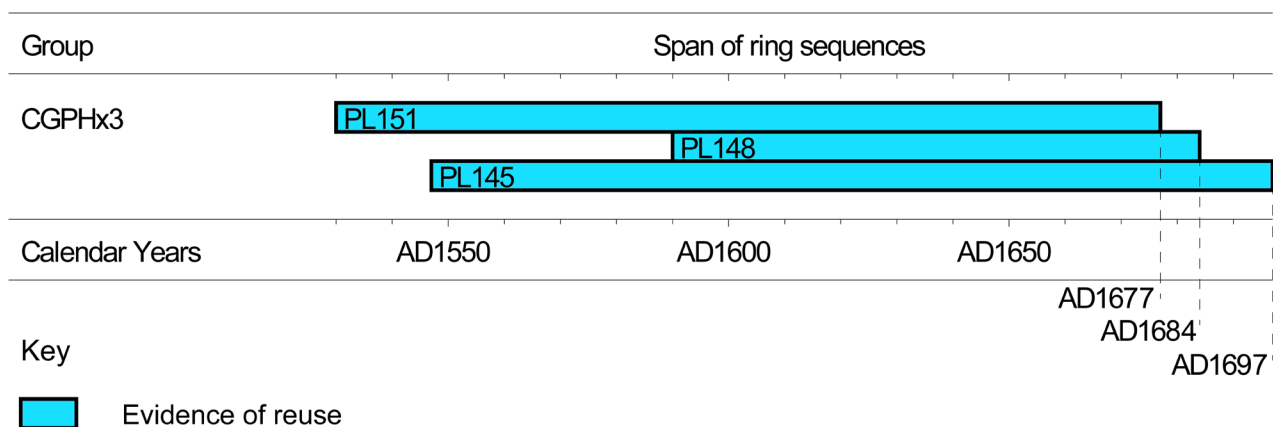 Group Span of ring sequences
CGPHx3 PL151
PL148
PL145
Calendar Years AD1550 AD1600 AD1650
AD1677
AD1684
AD1697
Key
Evidence of reuse